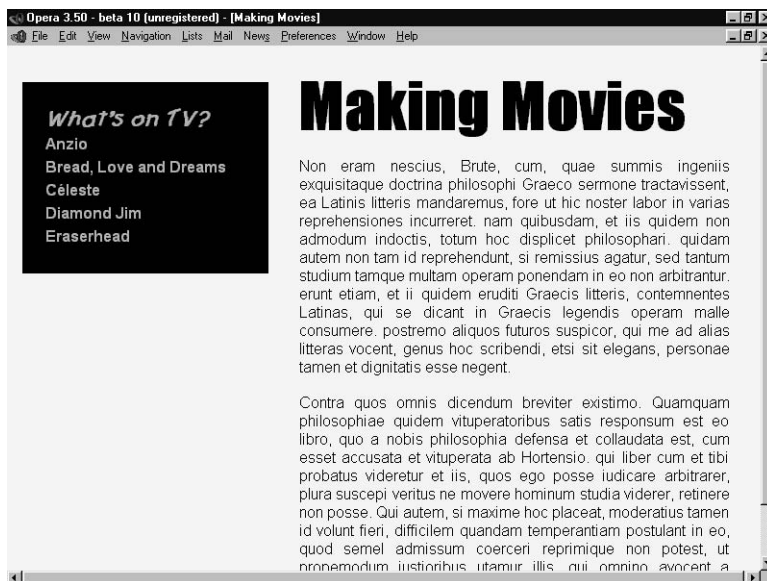 Opera 3.50 - beta 10 (unregistered) - [Making Movies]
File Edit View Navigation Lists Mail News Preferences Window Help
What's on TV?
Anzio
Bread, Love and Dreams
Céleste
Diamond Jim
Eraserhead
Making Movies
Non eram nescius, Brute, cum, quae summis ingeniis
exquisitaque doctrina philosophi Graeco sermone tractavissent,
ea Latinis litteris mandaremus, fore ut hic noster labor in varias
reprehensiones incurreret. nam quibusdam, et iis quidem non
admodum indoctis, totum hoc displicet philosophari. quidam
autem non tam id reprehendunt, si remissius agatur, sed tantum
studium tamque multam operam ponendam in eo non arbitrantur.
erunt etiam, et ii quidem eruditi Graecis litteris, contemnentes
Latinas, qui se dicant in Graecis legendis operam malle
consumere. postremo aliquos futuros suspicor, qui me ad alias
litteras vocent, genus hoc scribendi, etsi sit elegans, personae
tamen et dignitatis esse negent.
Contra quos omnis dicendum breviter existimo. Quamquam
philosophiae quidem vituperatoribus satis responsum est eo
libro, quo a nobis philosophia defensa et collaudata est, cum
esset accusata et vituperata ab Hortensio. qui liber cum et tibi
probatus videretur et iis, quos ego posse iudicare arbitrarer,
plura suscepi veritus ne movere hominum studia viderer, retinere
non posse. Qui autem, si maxime hoc placeat, moderatius tamen
id volunt fieri, difficilem quandam temperantiam postulant in eo,
quod semel admissum coerceri reprimique non potest, ut
propemodum iustioribus utamur illis, qui omnino avocent a